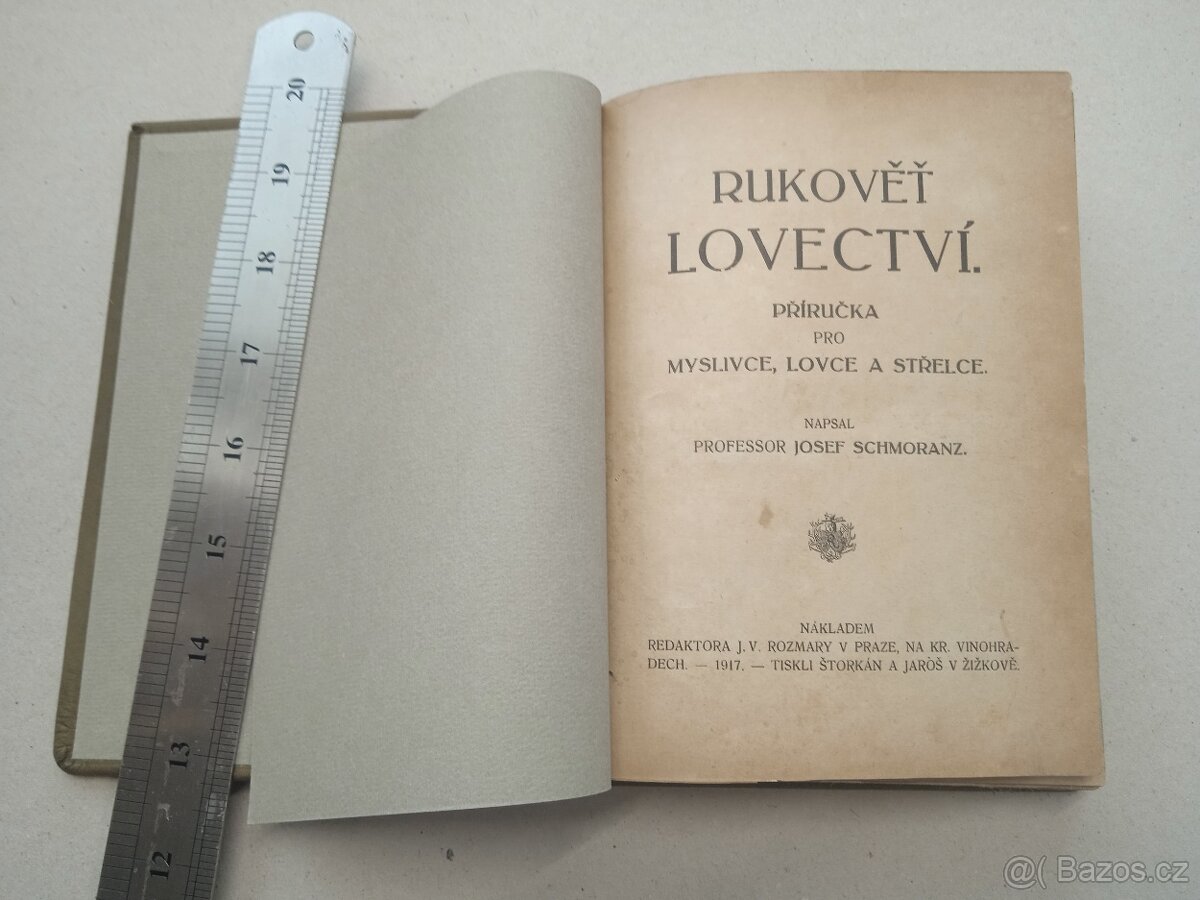 20
19
18
17
16
15
14
13
12
RUKOVĚŤ
LOVECTVÍ.
PŘÍRUČKA
PRO
MYSLIVCE, LOVCE A STŘELCE.
NAPSAL
PROFESSOR JOSEF SCHMORANZ.
NÁKLADEM
REDAKTORA J. V. ROZMARY V PRAZE, NA KR. VINOHRA-
DECH. — 1917. — TISKLI ŠTORKÁN A JAROŠ V ŽIŽKOVĚ.
@( Bazos.cz